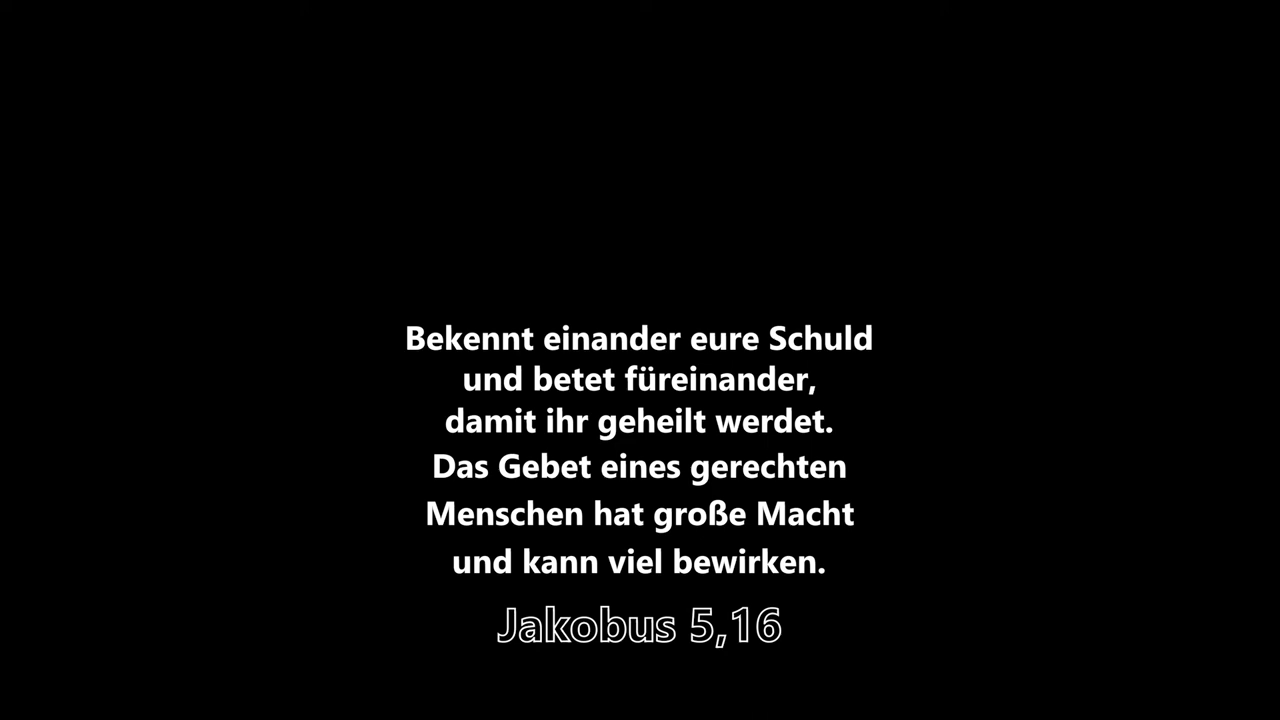 Bekennt einander eure Schuld
und betet füreinander,
damit ihr geheilt werdet.
Das Gebet eines gerechten
Menschen hat große Macht
und kann viel bewirken.
Jakobus 5,16